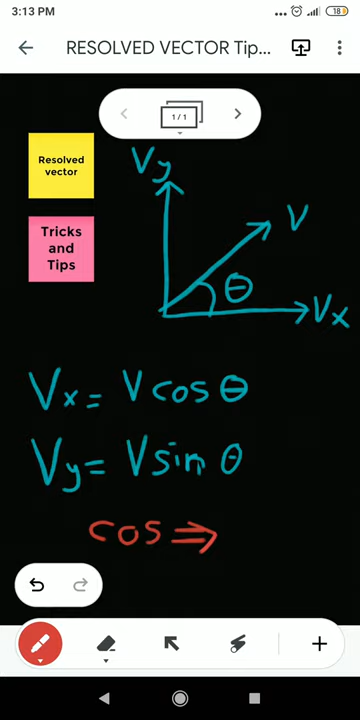 3:13 PM
18
RESOLVED VECTOR Tip...
1/1
Resolved
vector
Tricks
and
Tips
Vy
V
θ
Vx
Vx = V cos θ
Vy = V sin θ
cos ⇒